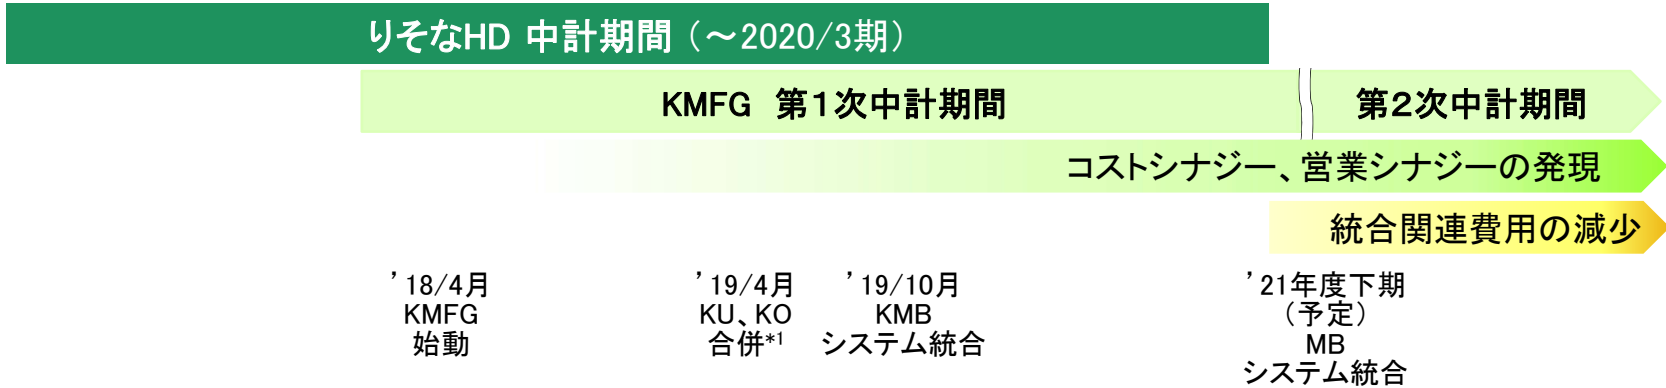 りそなHD 中計期間（～2020/3期）
KMFG 第1次中計期間
第2次中計期間
コストシナジー、営業シナジーの発現
統合関連費用の減少
’18/4月
KMFG
始動
’19/4月
KU、KO
合併*1
’19/10月
KMB
システム統合
’21年度下期
（予定）
MB
システム統合